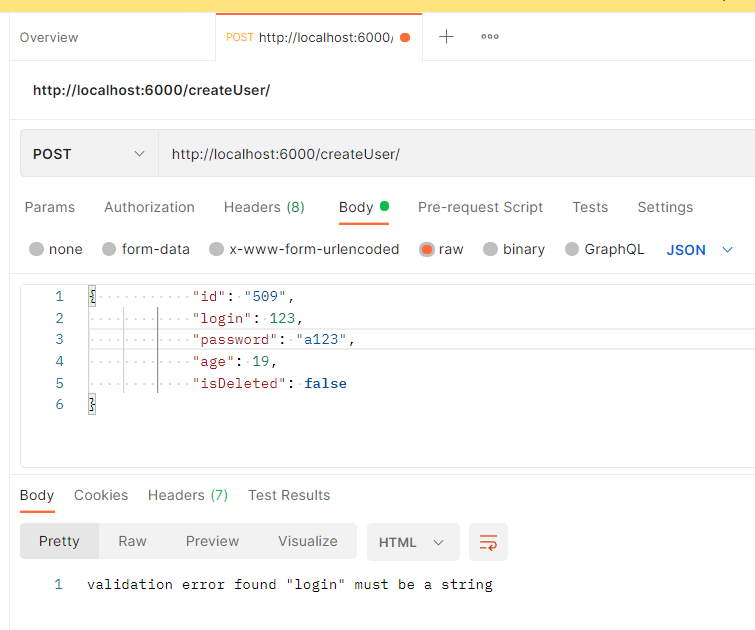 Overview POST http://localhost:6000/
http://localhost:6000/createUser/
POST http://localhost:6000/createUser/
Params Authorization Headers (8) Body Pre-request Script Tests Settings
none form-data x-www-form-urlencoded raw binary GraphQL JSON
1 { "id": "509",
2 "login": 123,
3 "password": "a123",
4 "age": 19,
5 "isDeleted": false
6 }
Body Cookies Headers (7) Test Results
Pretty Raw Preview Visualize HTML
1 validation error found "login" must be a string